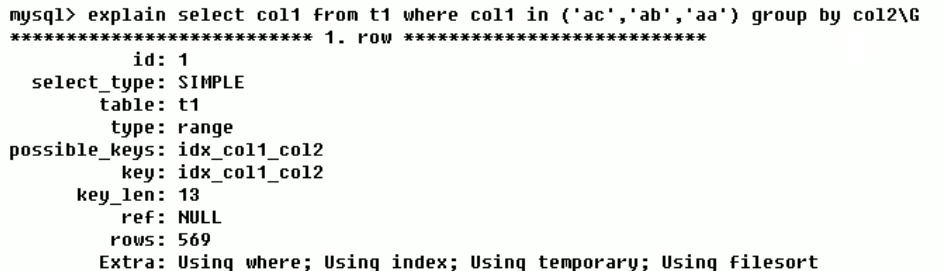 mysql> explain select col1 from t1 where col1 in ('ac','ab','aa') group by col2\G
*************************** 1. row ***************************
id: 1
select_type: SIMPLE
table: t1
type: range
possible_keys: idx_col1_col2
key: idx_col1_col2
key_len: 13
ref: NULL
rows: 569
Extra: Using where; Using index; Using temporary; Using filesort